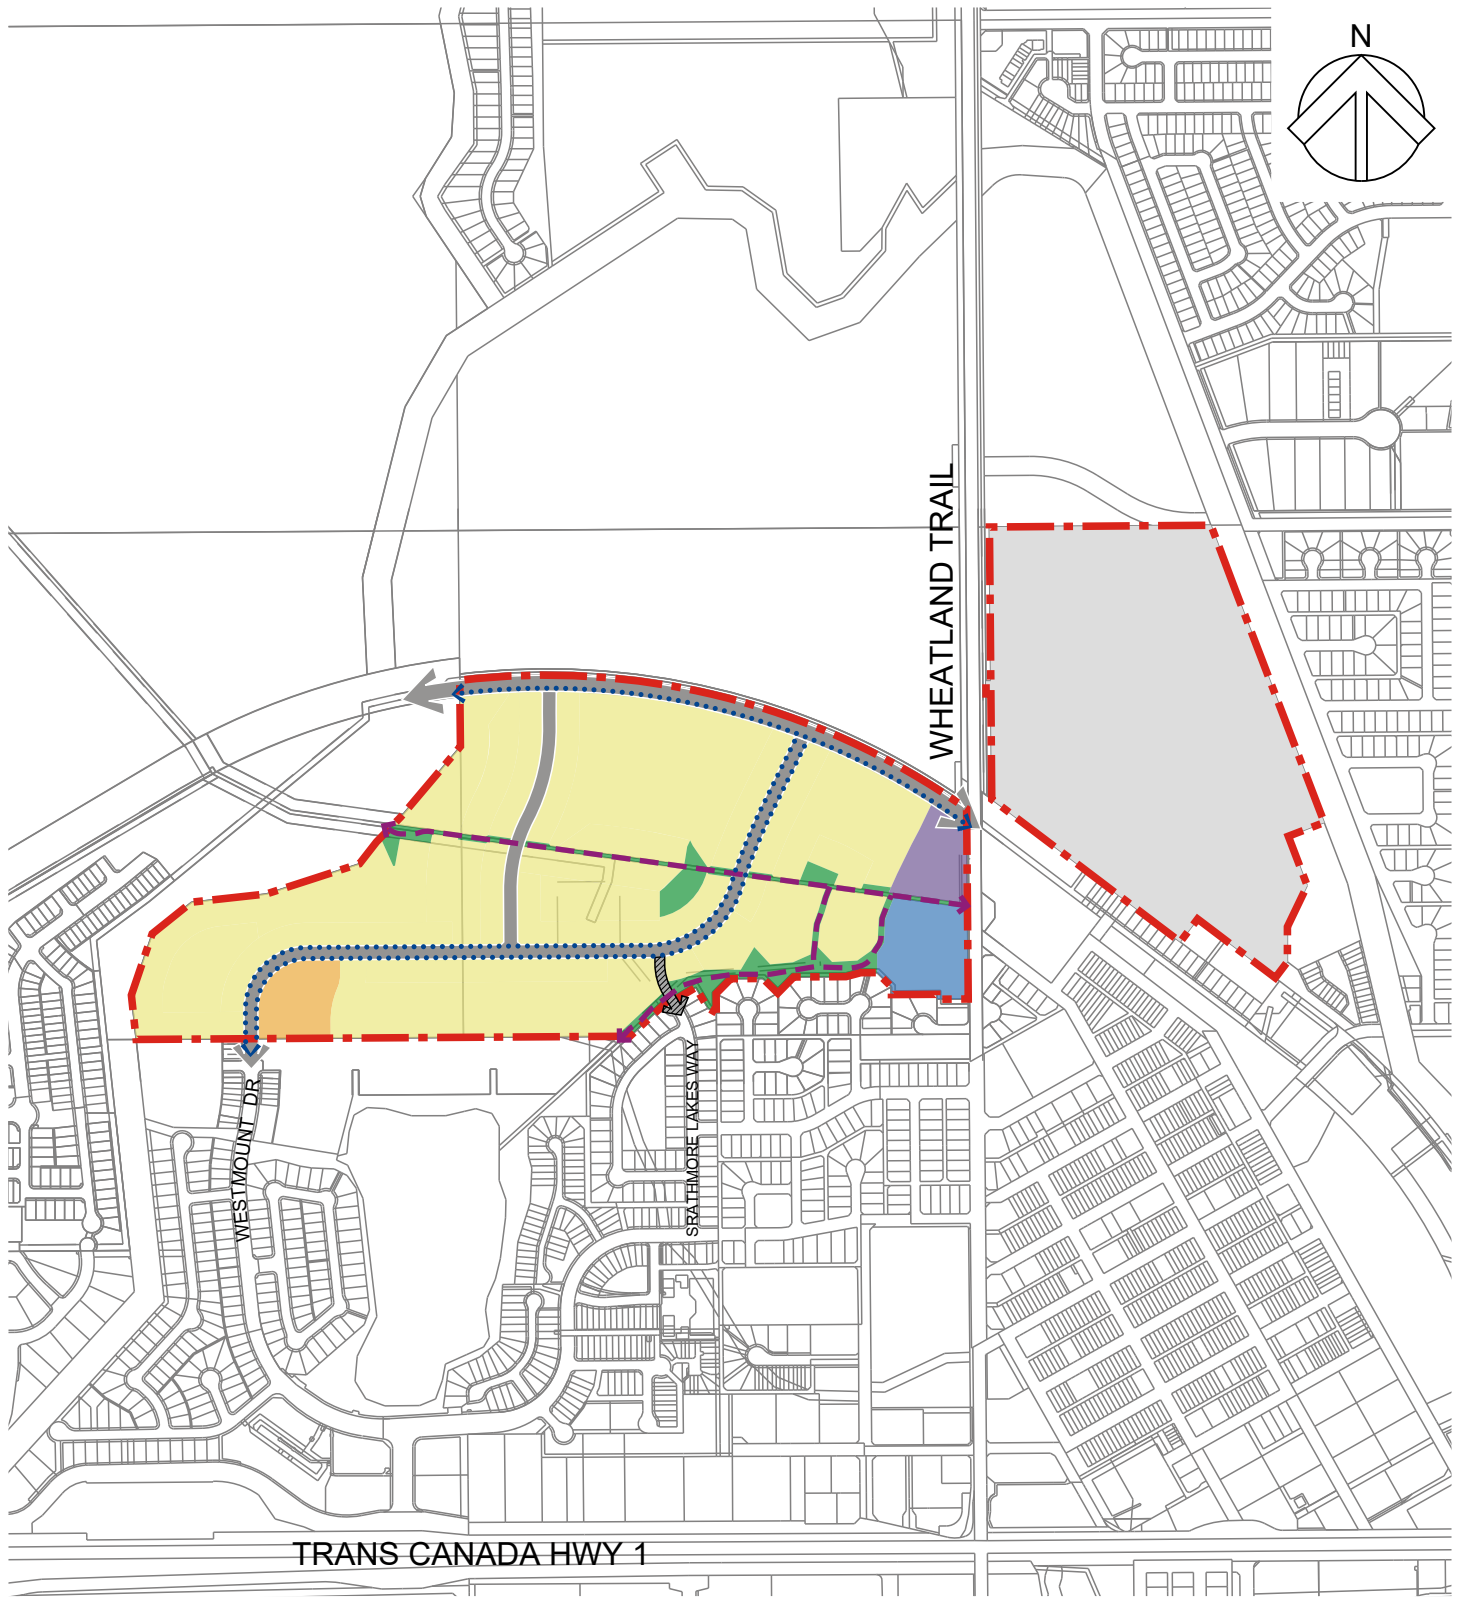 N
WHEATLAND TRAIL
WESTMOUNT DR
SRATHMORE LAKES WAY
TRANS CANADA HWY 1